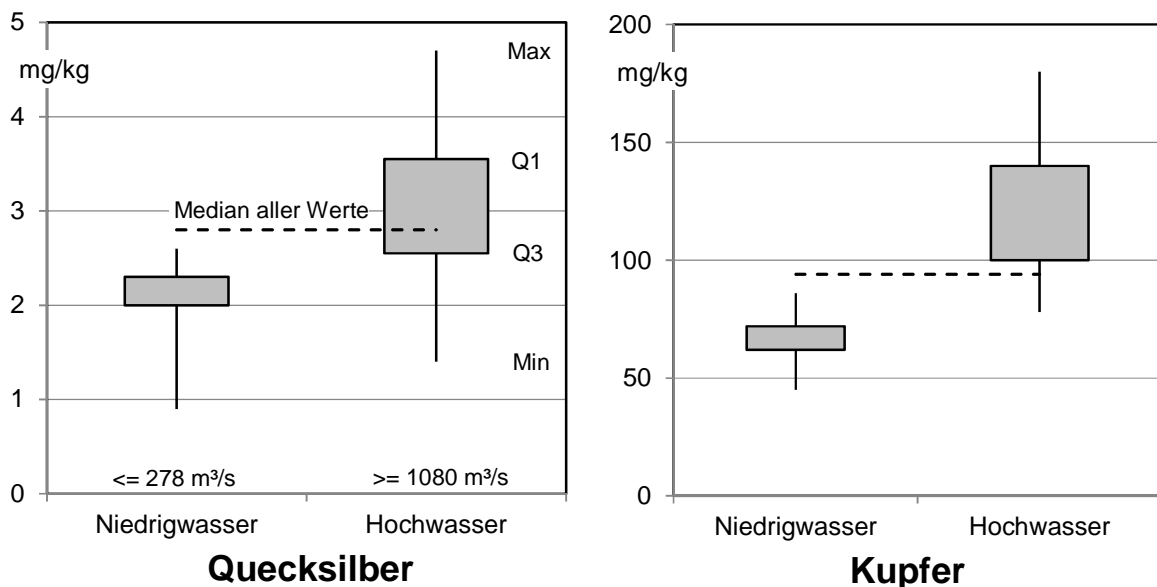 5
mg/kg
4
3
2
1
0
Max
Q1
Median aller Werte
Q3
Min
<= 278 m³/s
>= 1080 m³/s
Niedrigwasser
Hochwasser
Quecksilber
200
mg/kg
150
100
50
0
Niedrigwasser
Hochwasser
Kupfer